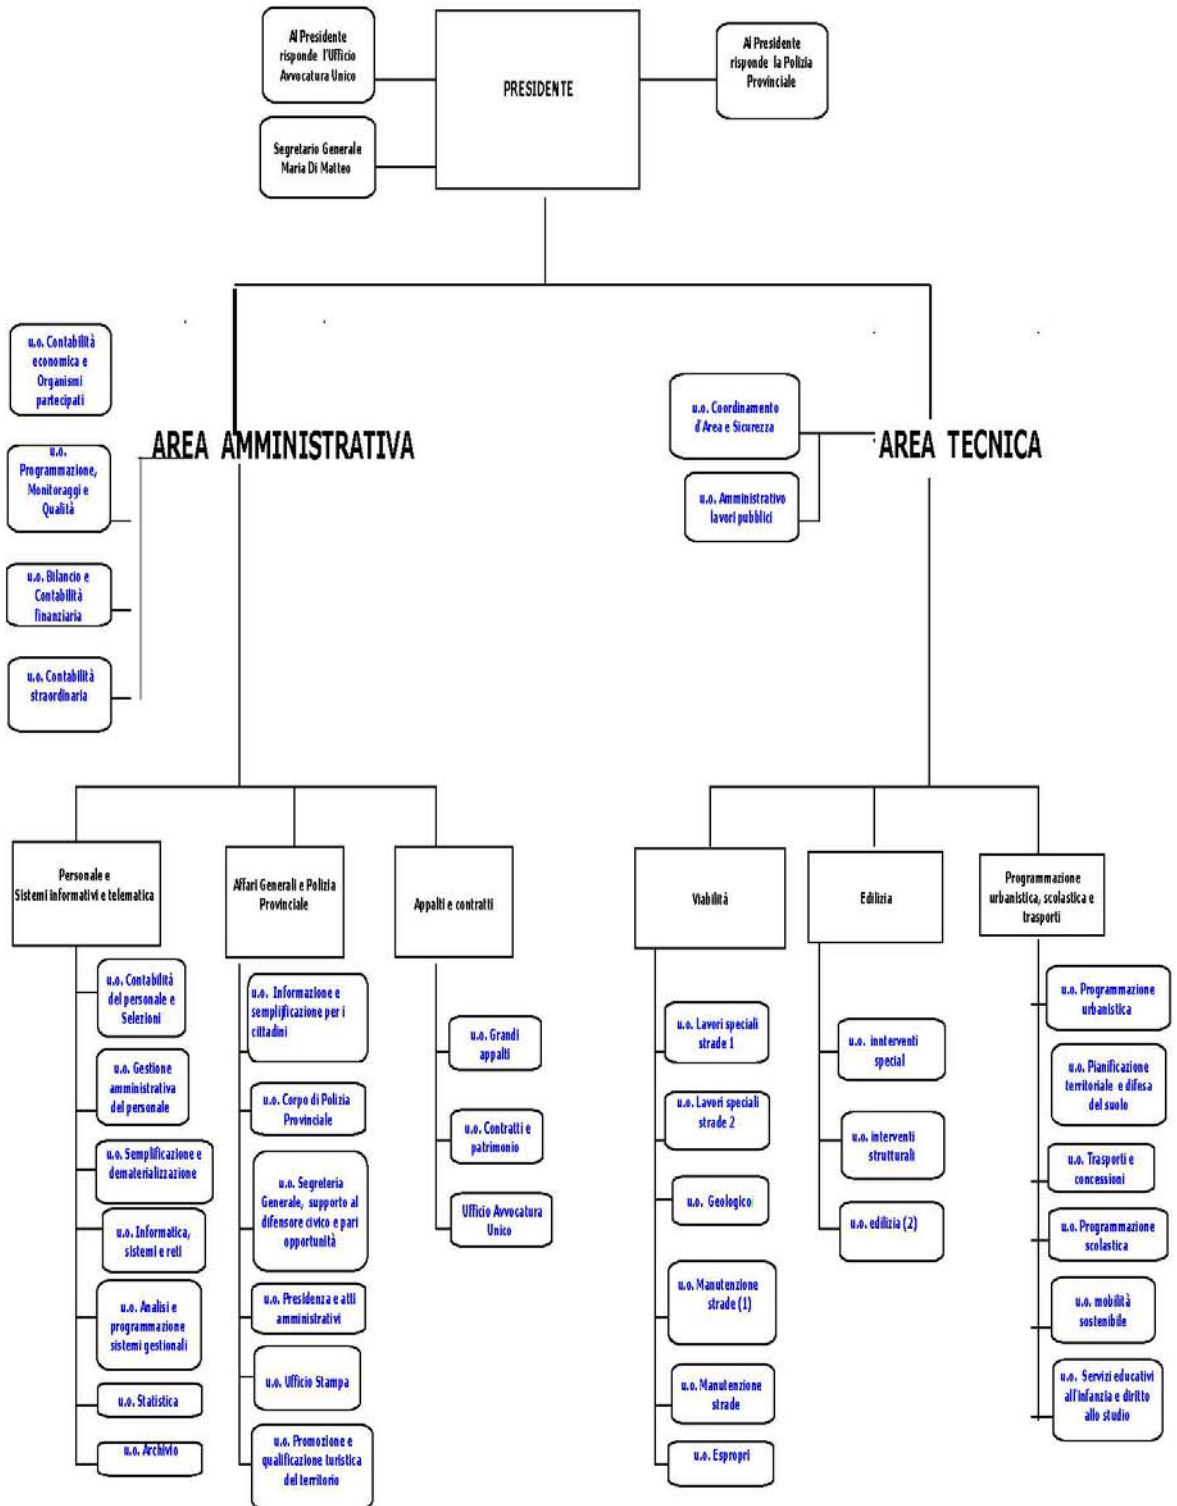 Al Presidente
risponde l'Ufficio
Avvocatura Unico
PRESIDENTE
Al Presidente
risponde la Polizia
Provinciale
Segretario Generale
Maria Di Matteo
u.o. Contabilità
economica e
Organismi
partecipati
AREA AMMINISTRATIVA
u.o.
Programmazione,
Monitoraggi e
Qualità
u.o. Bilancio e
Contabilità
finanziaria
u.o. Contabilità
straordinaria
u.o. Coordinamento
d'Area e Sicurezza
AREA TECNICA
u.o. Amministrativo
lavori pubblici
Personale e
Sistemi informativi e telematica
Affari Generali e Polizia
Provinciale
Appalti e contratti
Viabilità
Edilizia
Programmazione
urbanistica, scolastica e
trasporti
u.o. Contabilità
del personale e
Selezioni
u.o. Gestione
amministrativa
del personale
u.o. Semplificazione e
dematerializzazione
u.o. Informatica,
sistemi e reti
u.o. Analisi e
programmazione
sistemi gestionali
u.o. Statistica
u.o. Archivio
u.o. Informazione e
semplificazione per i
cittadini
u.o. Corpo di Polizia
Provinciale
u.o. Segreteria
Generale, supporto al
difensore civico e pari
opportunità
u.o. Presidenza e atti
amministrativi
u.o. Ufficio Stampa
u.o. Promozione e
qualificazione turistica
del territorio
u.o. Grandi
appalti
u.o. Contratti e
patrimonio
Ufficio Avvocatura
Unico
u.o. Lavori speciali
strade 1
u.o. Lavori speciali
strade 2
u.o. Geologico
u.o. Manutenzione
strade (1)
u.o. Manutenzione
strade
u.o. Espropri
u.o. innterventi
special
u.o. interventi
strutturali
u.o. edilizia (2)
u.o. Programmazione
urbanistica
u.o. Pianificazione
territoriale e difesa
del suolo
u.o. Trasporti e
concessioni
u.o. Programmazione
scolastica
u.o. mobilità
sostenibile
u.o. Servizi educativi
all'infanzia e diritto
allo studio